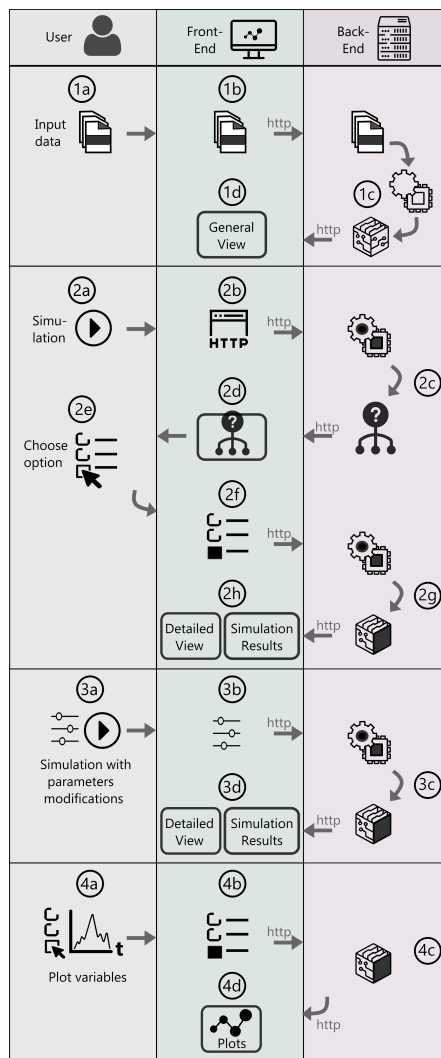 User
Front-
End
Back-
End
1a
1b
Input
data
http
1c
1d
General
View
http
2a
2b
Simu-
lation
HTTP
http
2c
2d
?
?
http
2e
Choose
option
2f
http
2g
2h
Detailed
View
Simulation
Results
http
3a
3b
http
Simulation with
parameters
modifications
3c
3d
Detailed
View
Simulation
Results
http
4a
4b
t
http
4c
Plot variables
4d
Plots
http